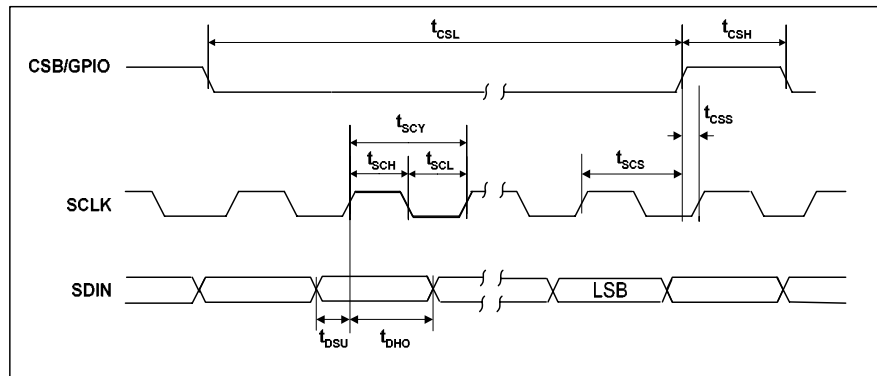 tCSL
tCSH
CSB/GPIO
tCSS
tSCY
tSCH
tSCL
tSCS
SCLK
SDIN
LSB
tDSU
tDHO